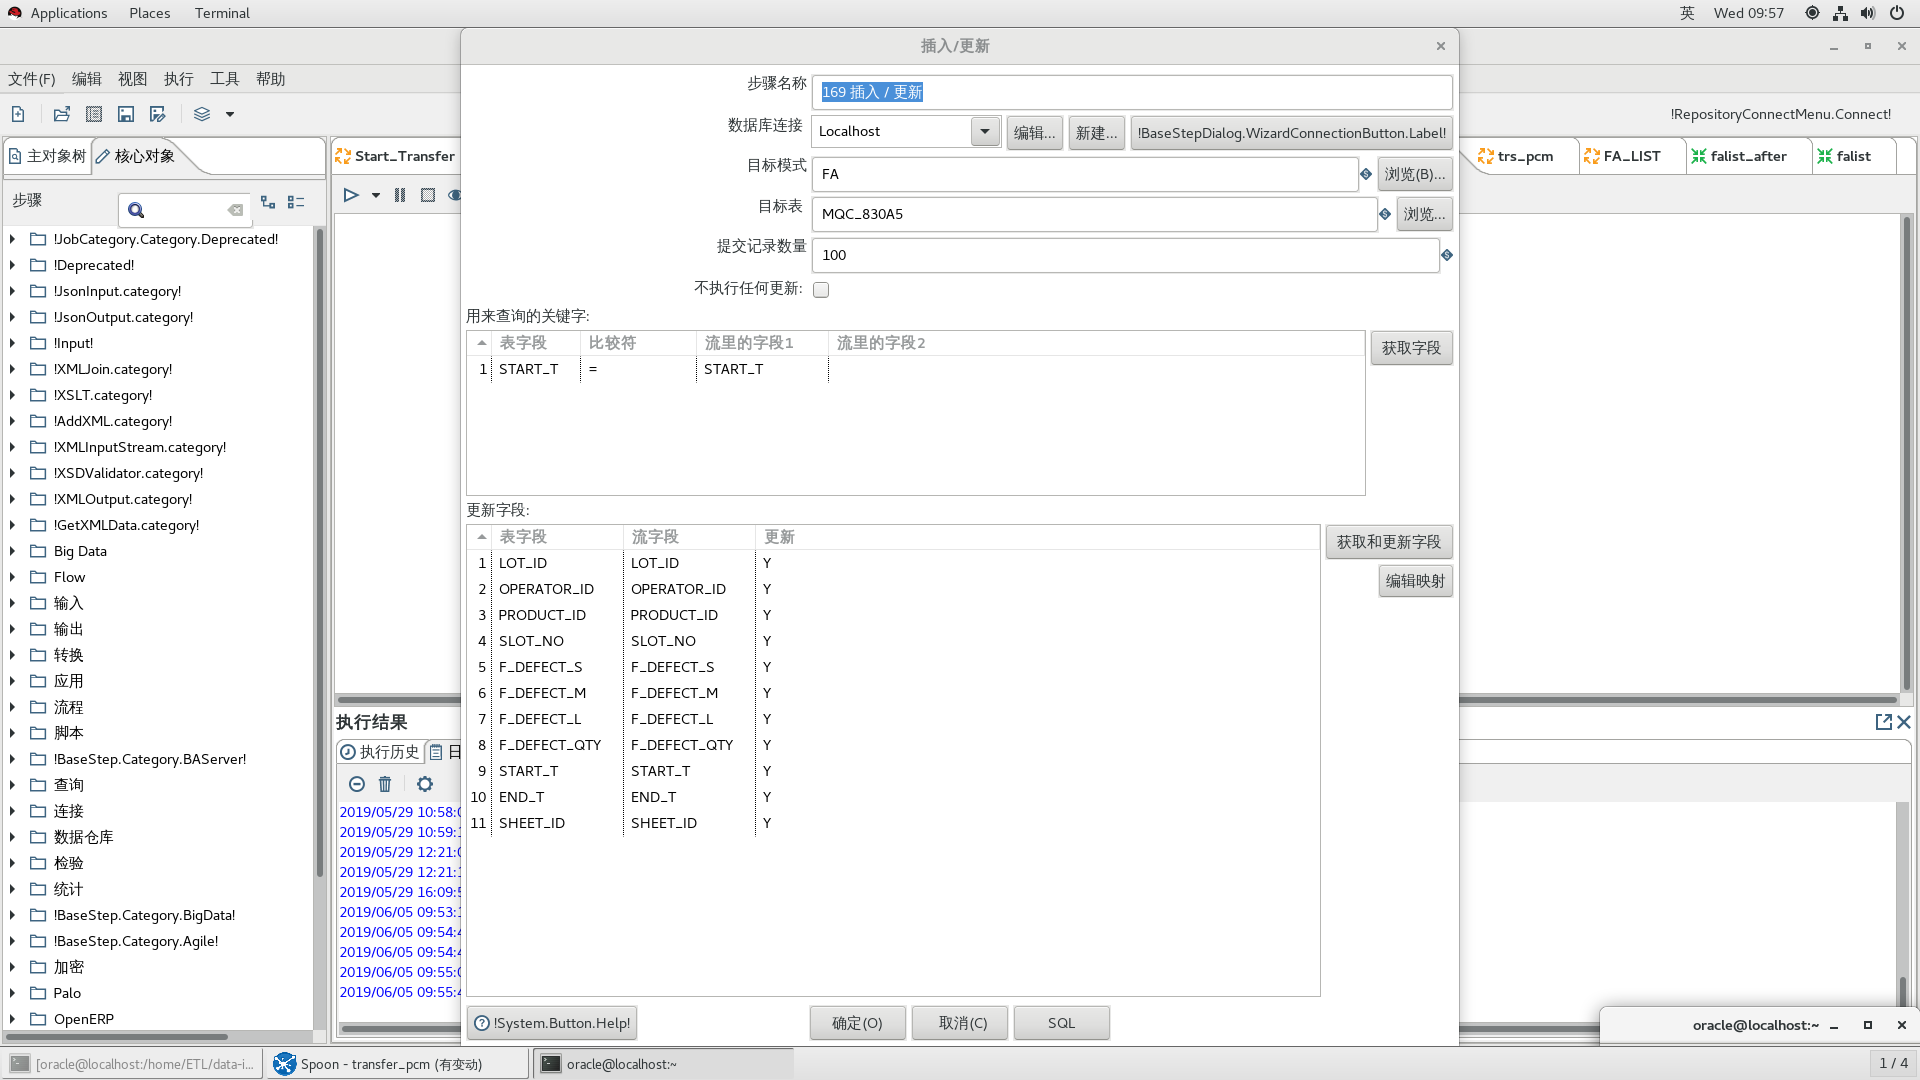 Applications Places Terminal 英 Wed 09:57
插入/更新
文件(F) 编辑 视图 执行 工具 帮助
!RepositoryConnectMenu.Connect!
主对象树 核心对象
Start_Transfer
trs_pcm FA_LIST falist_after falist
步骤
步骤名称 169 插入 / 更新
数据库连接 Localhost 编辑... 新建... !BaseStepDialog.WizardConnectionButton.Label!
目标模式 FA 浏览(B)...
目标表 MQC_830A5 浏览...
提交记录数量 100
不执行任何更新:
用来查询的关键字:
表字段 比较符 流里的字段1 流里的字段2
1 START_T = START_T
获取字段
更新字段:
表字段 流字段 更新
1 LOT_ID LOT_ID Y
2 OPERATOR_ID OPERATOR_ID Y
3 PRODUCT_ID PRODUCT_ID Y
4 SLOT_NO SLOT_NO Y
5 F_DEFECT_S F_DEFECT_S Y
6 F_DEFECT_M F_DEFECT_M Y
7 F_DEFECT_L F_DEFECT_L Y
8 F_DEFECT_QTY F_DEFECT_QTY Y
9 START_T START_T Y
10 END_T END_T Y
11 SHEET_ID SHEET_ID Y
获取和更新字段
编辑映射
!System.Button.Help! 确定(O) 取消(C) SQL
!JobCategory.Category.Deprecated!
!Deprecated!
!JsonInput.category!
!JsonOutput.category!
!Input!
!XMLJoin.category!
!XSLT.category!
!AddXML.category!
!XMLInputStream.category!
!XSDValidator.category!
!XMLOutput.category!
!GetXMLData.category!
Big Data
Flow
输入
输出
转换
应用
流程
脚本
!BaseStep.Category.BAServer!
查询
连接
数据仓库
检验
统计
!BaseStep.Category.BigData!
!BaseStep.Category.Agile!
加密
Palo
OpenERP
执行结果
执行历史 日
2019/05/29 10:58:
2019/05/29 10:59:
2019/05/29 12:21:
2019/05/29 12:21:
2019/05/29 16:09:
2019/06/05 09:53:
2019/06/05 09:54:
2019/06/05 09:54:
2019/06/05 09:55:
2019/06/05 09:55:
oracle@localhost:~
[oracle@localhost:/home/ETL/data-i... Spoon - transfer_pcm (有变动) oracle@localhost:~ 1 / 4